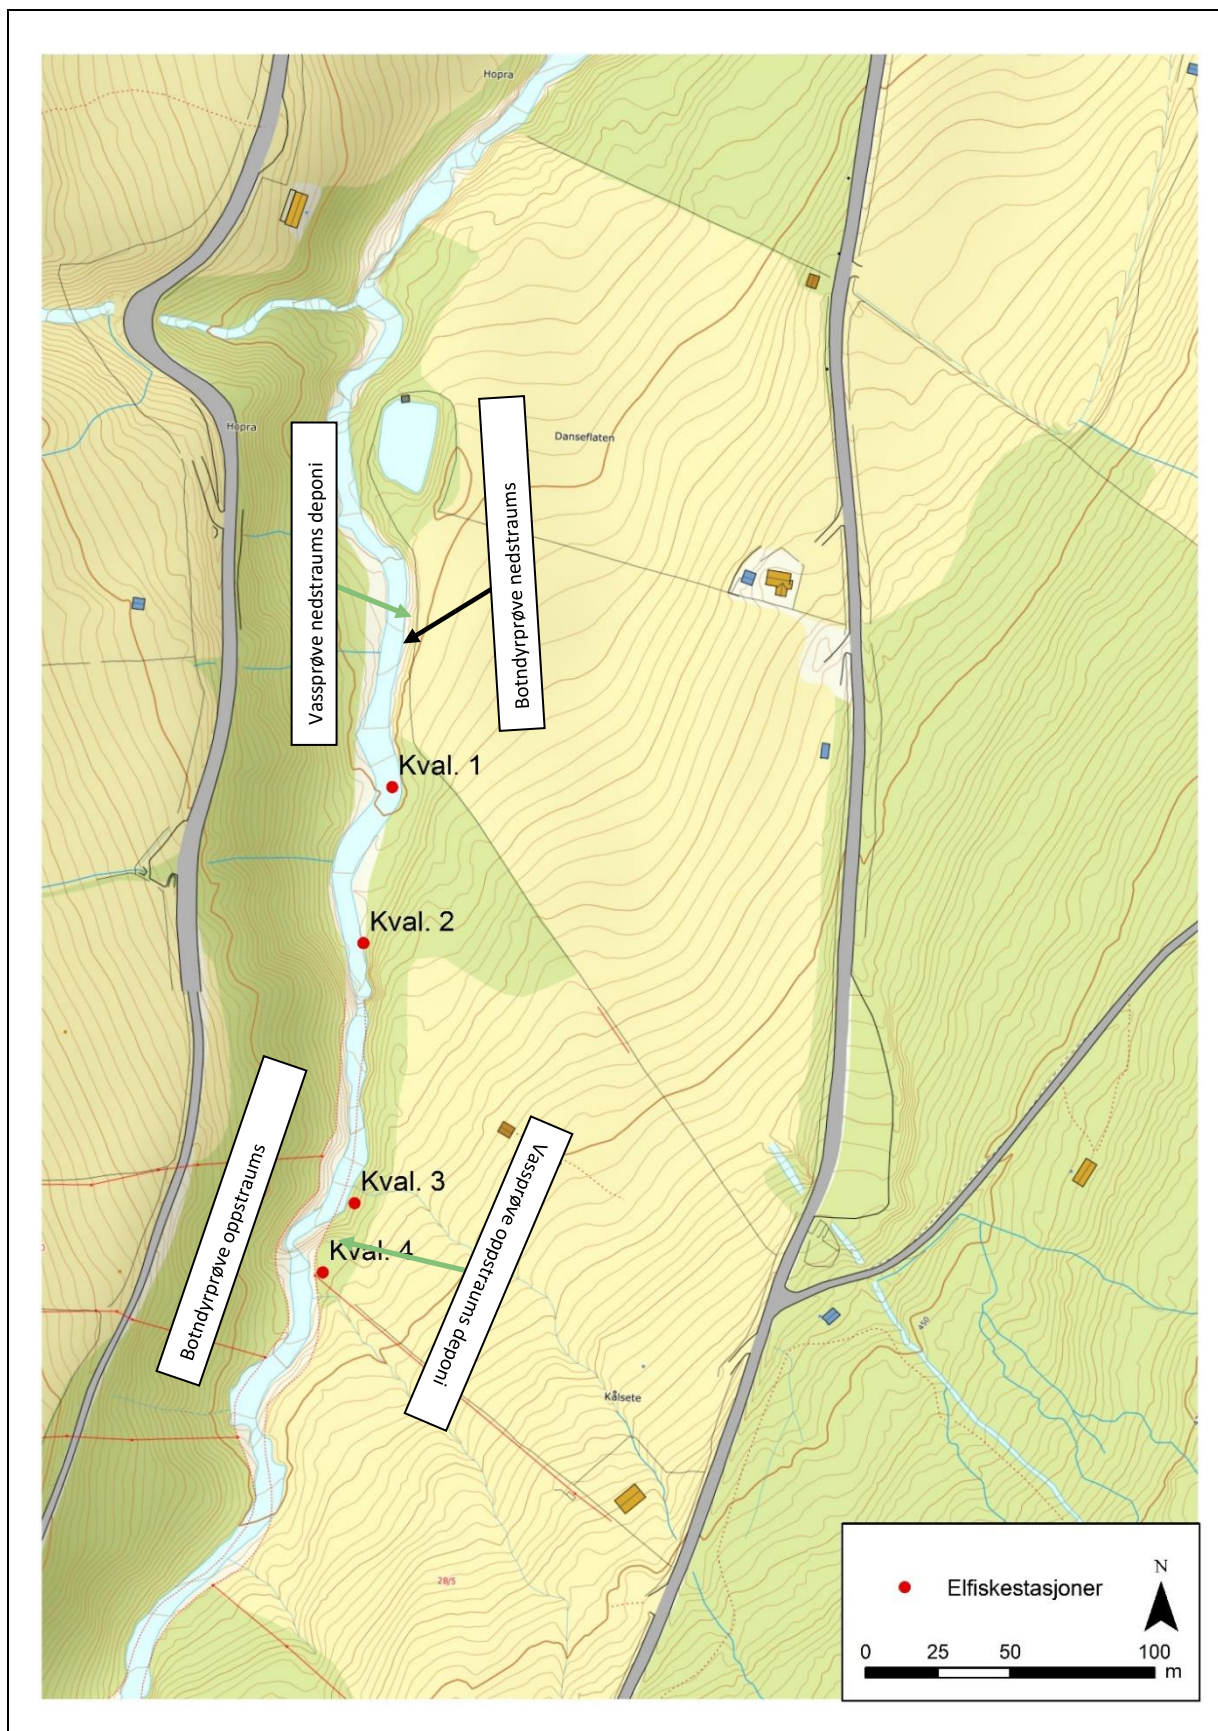 Hopra
Hopra
Danseflaten
Vassprøve nedstraums deponi
Botndyrprøve nedstraums
Kval. 1
Kval. 2
Kval. 3
Kval. 4
Botndyrprøve oppstraums
Vassprøve oppstraums deponi
450
Kålsete
28/5
Elfiskestasjoner
N
0 25 50 100
m